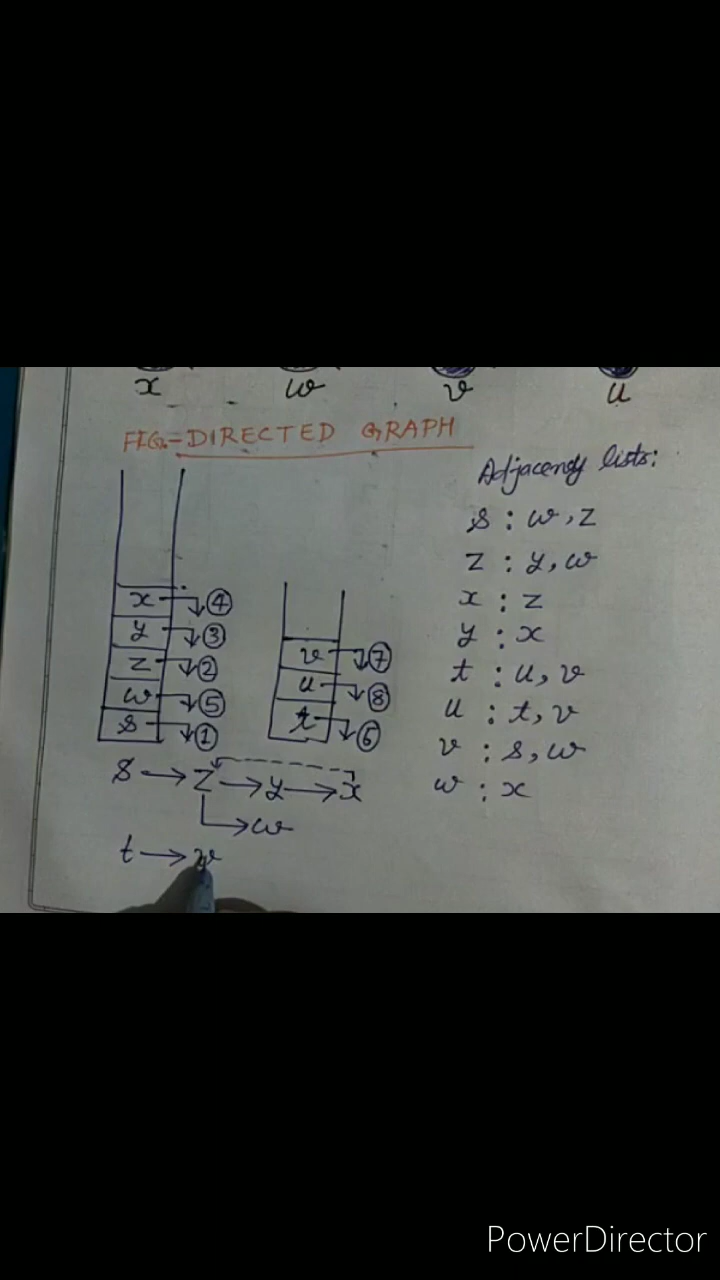 x w v u
FIG.-DIRECTED GRAPH
Adjacency lists:
s : w, z
z : y, w
x : z
y : x
t : u, v
u : t, v
v : s, w
w : x
x ④
y ③
z ②
w ⑤
s ①
v ⑦
u ⑧
t ⑥
s → z → y → x
→ w
t → v
PowerDirector